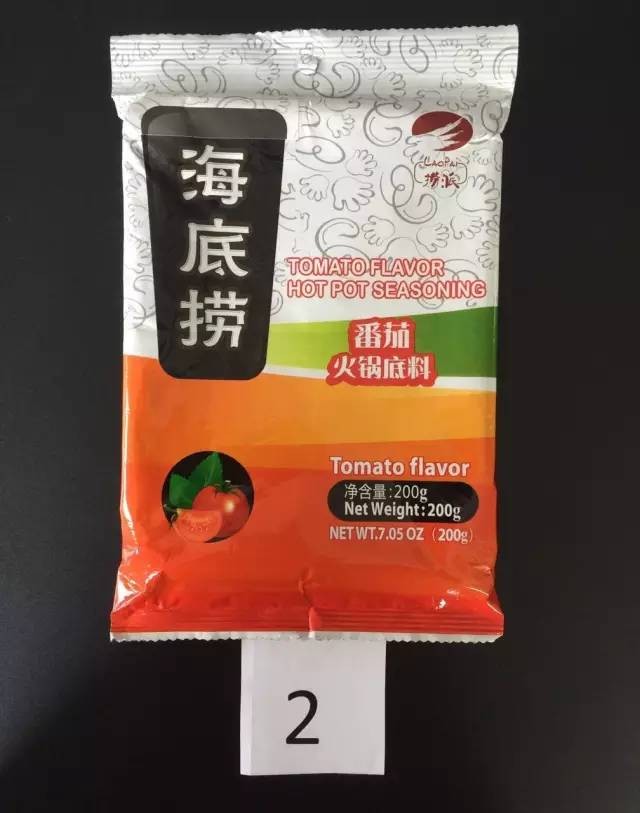 海底捞
LAOPAI
捞派
TOMATO FLAVOR
HOT POT SEASONING
番茄
火锅底料
Tomato flavor
净含量:200g
Net Weight:200g
NET WT.7.05 OZ (200g)
2